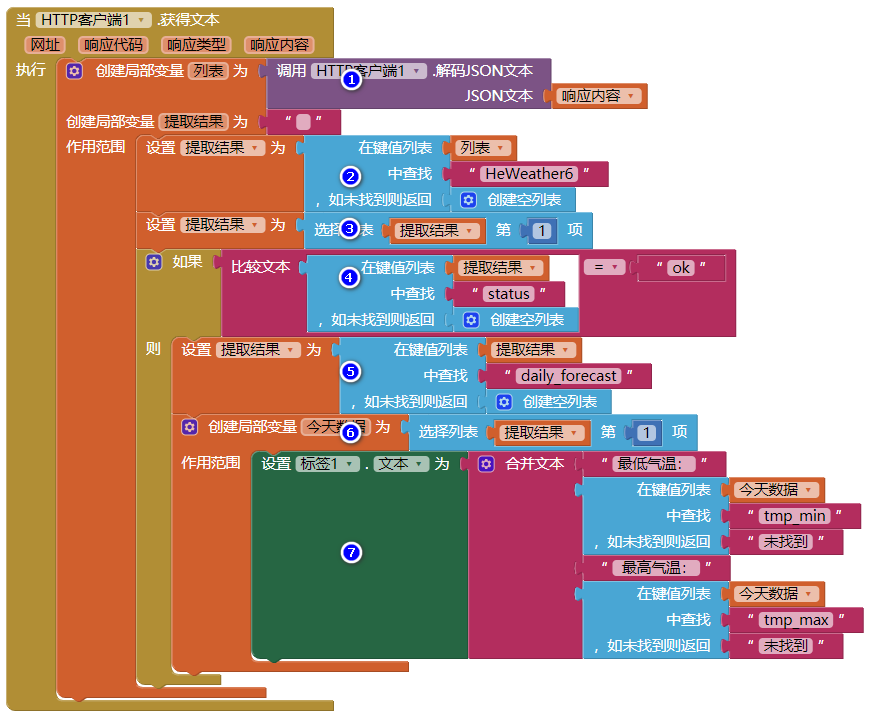 当 HTTP客户端1 .获得文本
网址 响应代码 响应类型 响应内容
执行 创建局部变量 列表 为 调用 HTTP客户端1 .解码JSON文本
1
JSON文本 响应内容
创建局部变量 提取结果 为 " "
作用范围 设置 提取结果 为 在键值列表 列表
2 中查找 " HeWeather6 "
, 如未找到则返回 创建空列表
设置 提取结果 为 选择列表 提取结果 第 1 项
3
如果 比较文本 在键值列表 提取结果 = " ok "
4 中查找 " status "
, 如未找到则返回 创建空列表
则 设置 提取结果 为 在键值列表 提取结果
5 中查找 " daily_forecast "
, 如未找到则返回 创建空列表
创建局部变量 今天数据 为 选择列表 提取结果 第 1 项
6
作用范围 设置 标签1 . 文本 为 合并文本 " 最低气温: "
在键值列表 今天数据
中查找 " tmp_min "
, 如未找到则返回 " 未找到 "
7
" 最高气温: "
在键值列表 今天数据
中查找 " tmp_max "
, 如未找到则返回 " 未找到 "